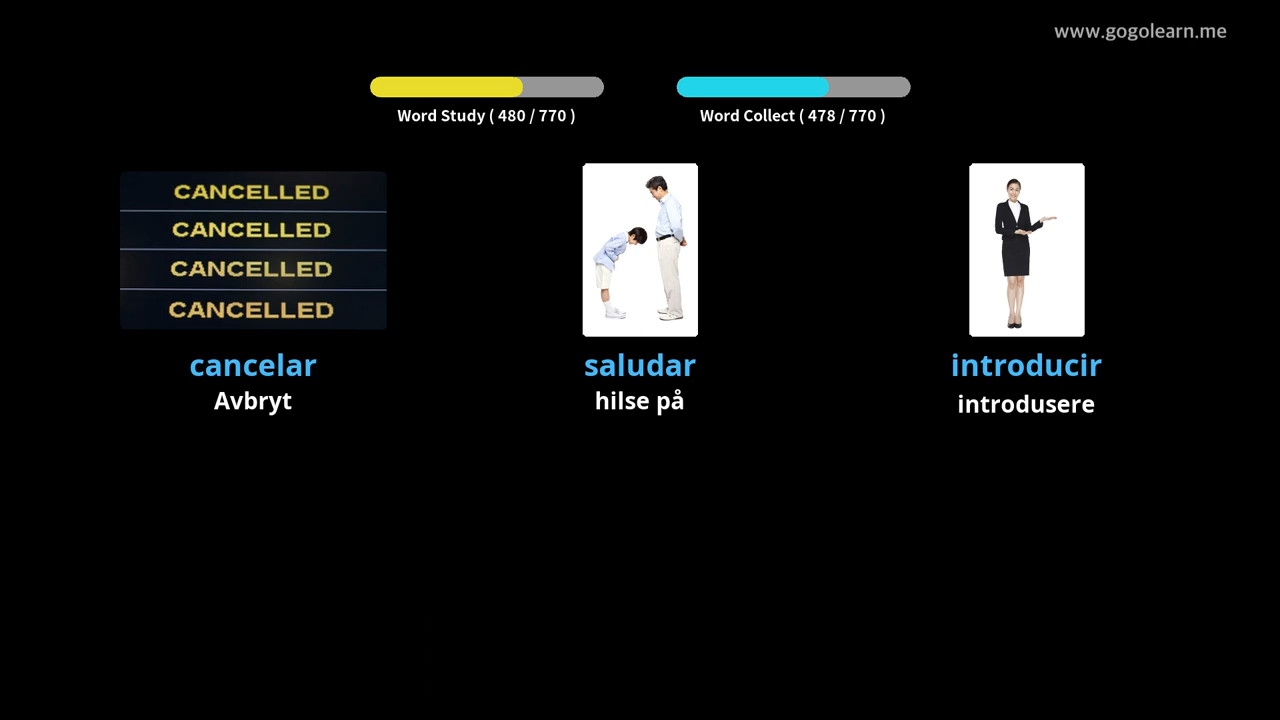 www.gogolearn.me
Word Study ( 480 / 770 )
Word Collect ( 478 / 770 )
CANCELLED
CANCELLED
CANCELLED
CANCELLED
cancelar
Avbryt
saludar
hilse på
introducir
introdusere